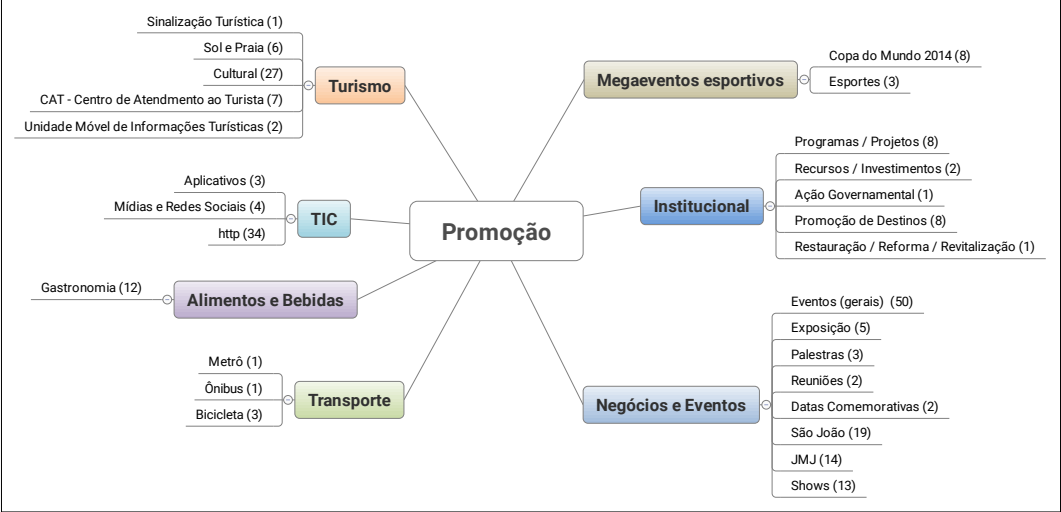 Promoção
Turismo
Sinalização Turística (1)
Sol e Praia (6)
Cultural (27)
CAT - Centro de Atendmento ao Turista (7)
Unidade Móvel de Informações Turísticas (2)
TIC
Aplicativos (3)
Mídias e Redes Sociais (4)
http (34)
Alimentos e Bebidas
Gastronomia (12)
Transporte
Metrô (1)
Ônibus (1)
Bicicleta (3)
Megaeventos esportivos
Copa do Mundo 2014 (8)
Esportes (3)
Institucional
Programas / Projetos (8)
Recursos / Investimentos (2)
Ação Governamental (1)
Promoção de Destinos (8)
Restauração / Reforma / Revitalização (1)
Negócios e Eventos
Eventos (gerais) (50)
Exposição (5)
Palestras (3)
Reuniões (2)
Datas Comemorativas (2)
São João (19)
JMJ (14)
Shows (13)